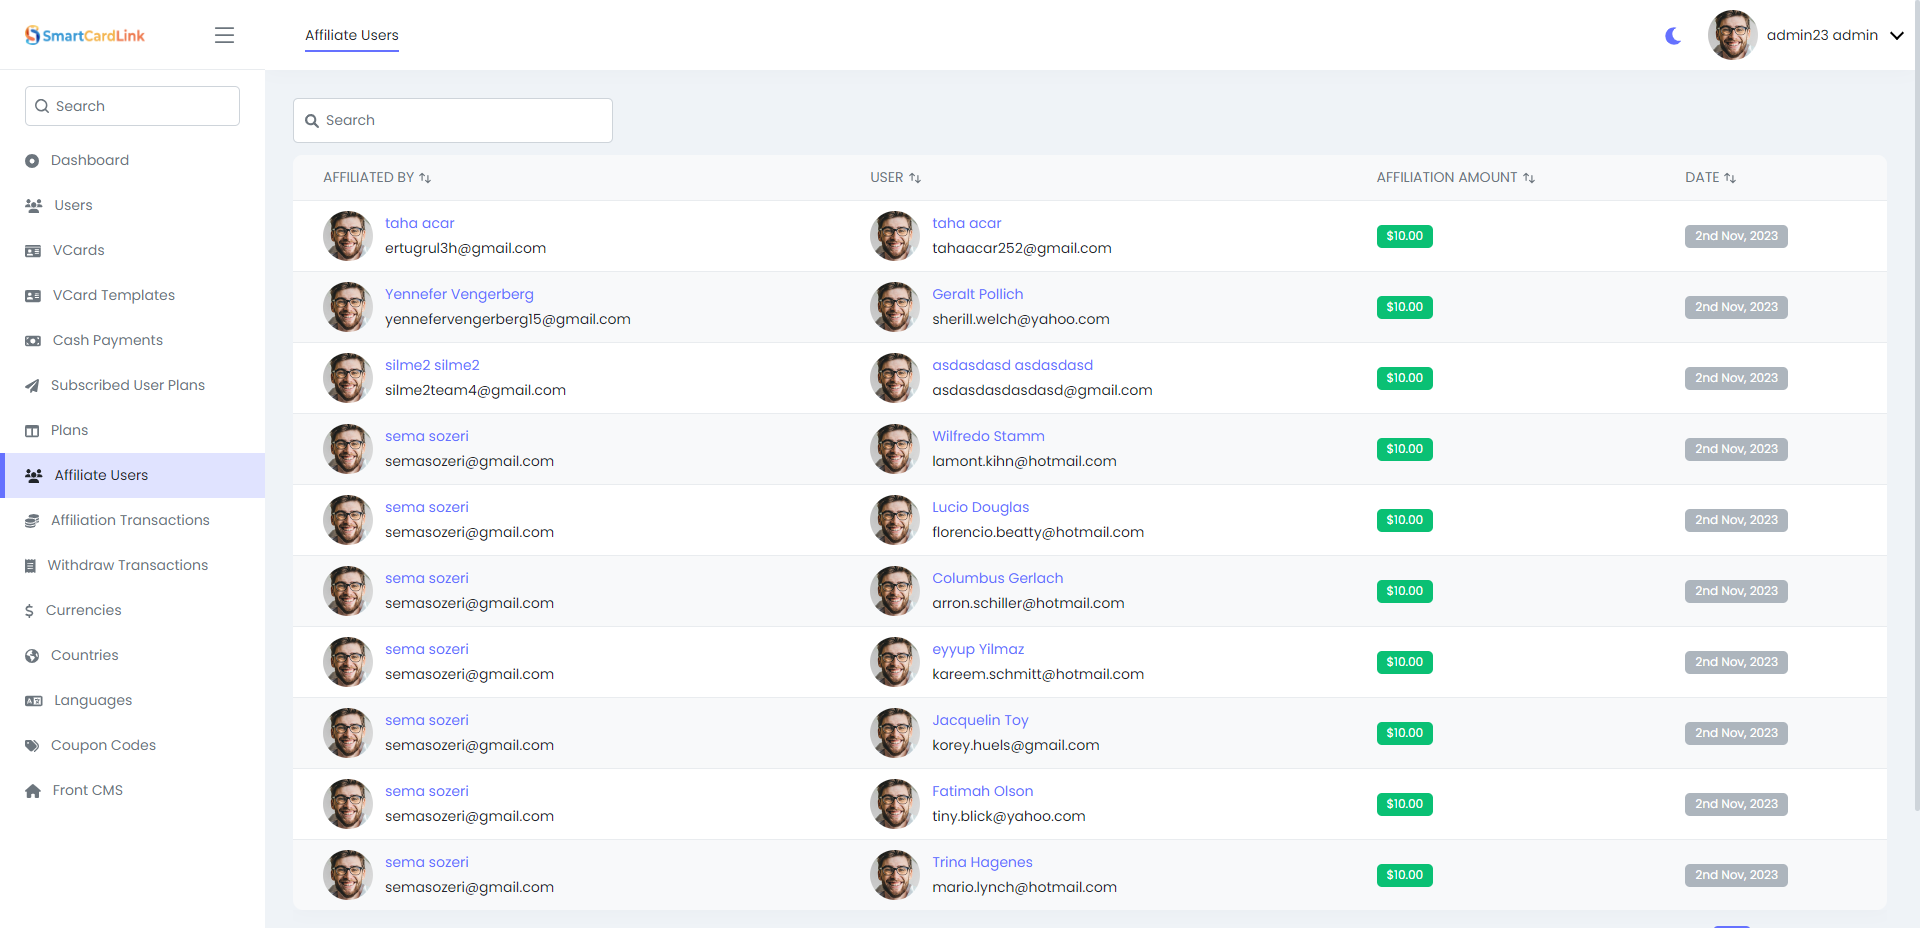 SmartCardLink
Affiliate Users
admin23 admin
Search
Dashboard
Users
VCards
VCard Templates
Cash Payments
Subscribed User Plans
Plans
Affiliate Users
Affiliation Transactions
Withdraw Transactions
Currencies
Countries
Languages
Coupon Codes
Front CMS
Search
AFFILIATED BY USER AFFILIATION AMOUNT DATE
taha acar taha acar
ertugrul3h@gmail.com tahaacar252@gmail.com $10.00 2nd Nov, 2023
Yennefer Vengerberg Geralt Pollich
yennefervengerberg15@gmail.com sherill.welch@yahoo.com $10.00 2nd Nov, 2023
silme2 silme2 asdasdasd asdasdasd
silme2team4@gmail.com asdasdasdasdasd@gmail.com $10.00 2nd Nov, 2023
sema sozeri Wilfredo Stamm
semasozeri@gmail.com lamont.kihn@hotmail.com $10.00 2nd Nov, 2023
sema sozeri Lucio Douglas
semasozeri@gmail.com florencio.beatty@hotmail.com $10.00 2nd Nov, 2023
sema sozeri Columbus Gerlach
semasozeri@gmail.com arron.schiller@hotmail.com $10.00 2nd Nov, 2023
sema sozeri eyyup Yilmaz
semasozeri@gmail.com kareem.schmitt@hotmail.com $10.00 2nd Nov, 2023
sema sozeri Jacquelin Toy
semasozeri@gmail.com korey.huels@gmail.com $10.00 2nd Nov, 2023
sema sozeri Fatimah Olson
semasozeri@gmail.com tiny.blick@yahoo.com $10.00 2nd Nov, 2023
sema sozeri Trina Hagenes
semasozeri@gmail.com mario.lynch@hotmail.com $10.00 2nd Nov, 2023